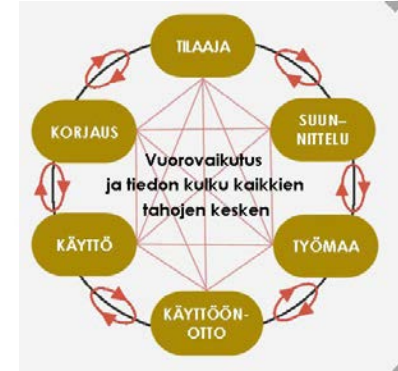 TILAAJA
KORJAUS
SUUN–
NITTELU
Vuorovaikutus
ja tiedon kulku kaikkien
tahojen kesken
KÄYTTÖ
TYÖMAA
KÄYTTÖÖN-
OTTO